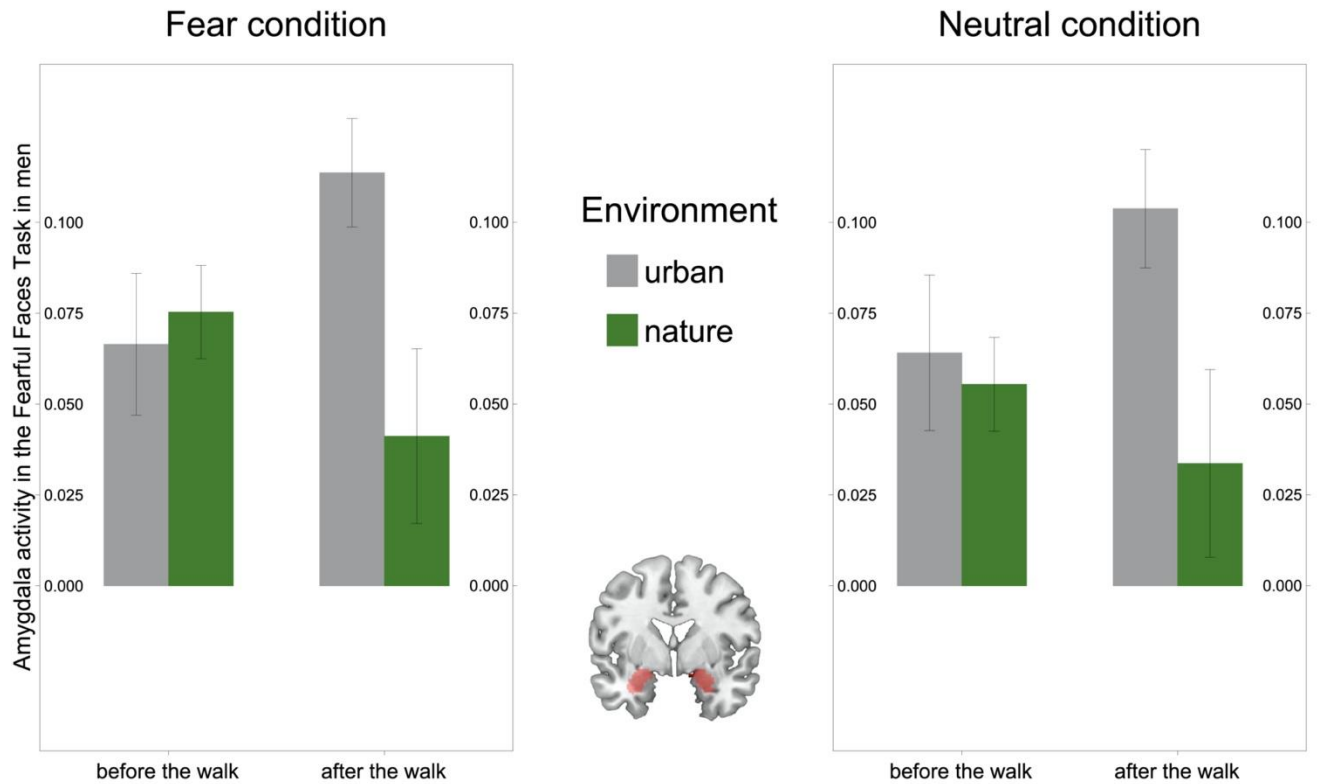 Fear condition
Neutral condition
Amygdala activity in the Fearful Faces Task in men
0.100
0.075
0.050
0.025
0.000
0.100
0.075
0.050
0.025
0.000
before the walk
after the walk
Environment
urban
nature
0.100
0.075
0.050
0.025
0.000
0.100
0.075
0.050
0.025
0.000
before the walk
after the walk